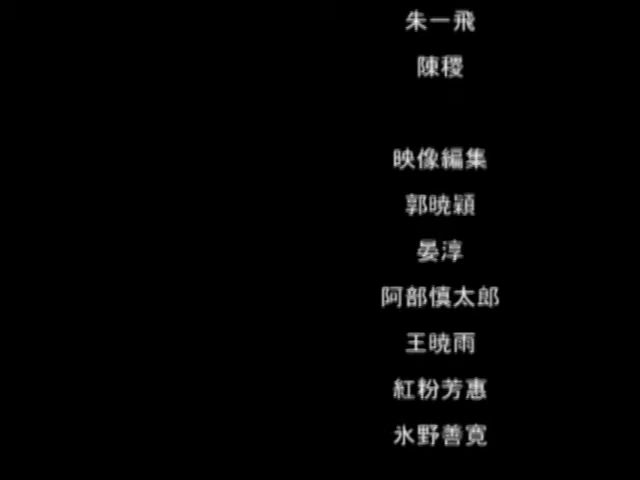 朱一飛
陳稷
映像編集
郭暁穎
晏淳
阿部慎太郎
王暁雨
紅粉芳惠
氷野善寛